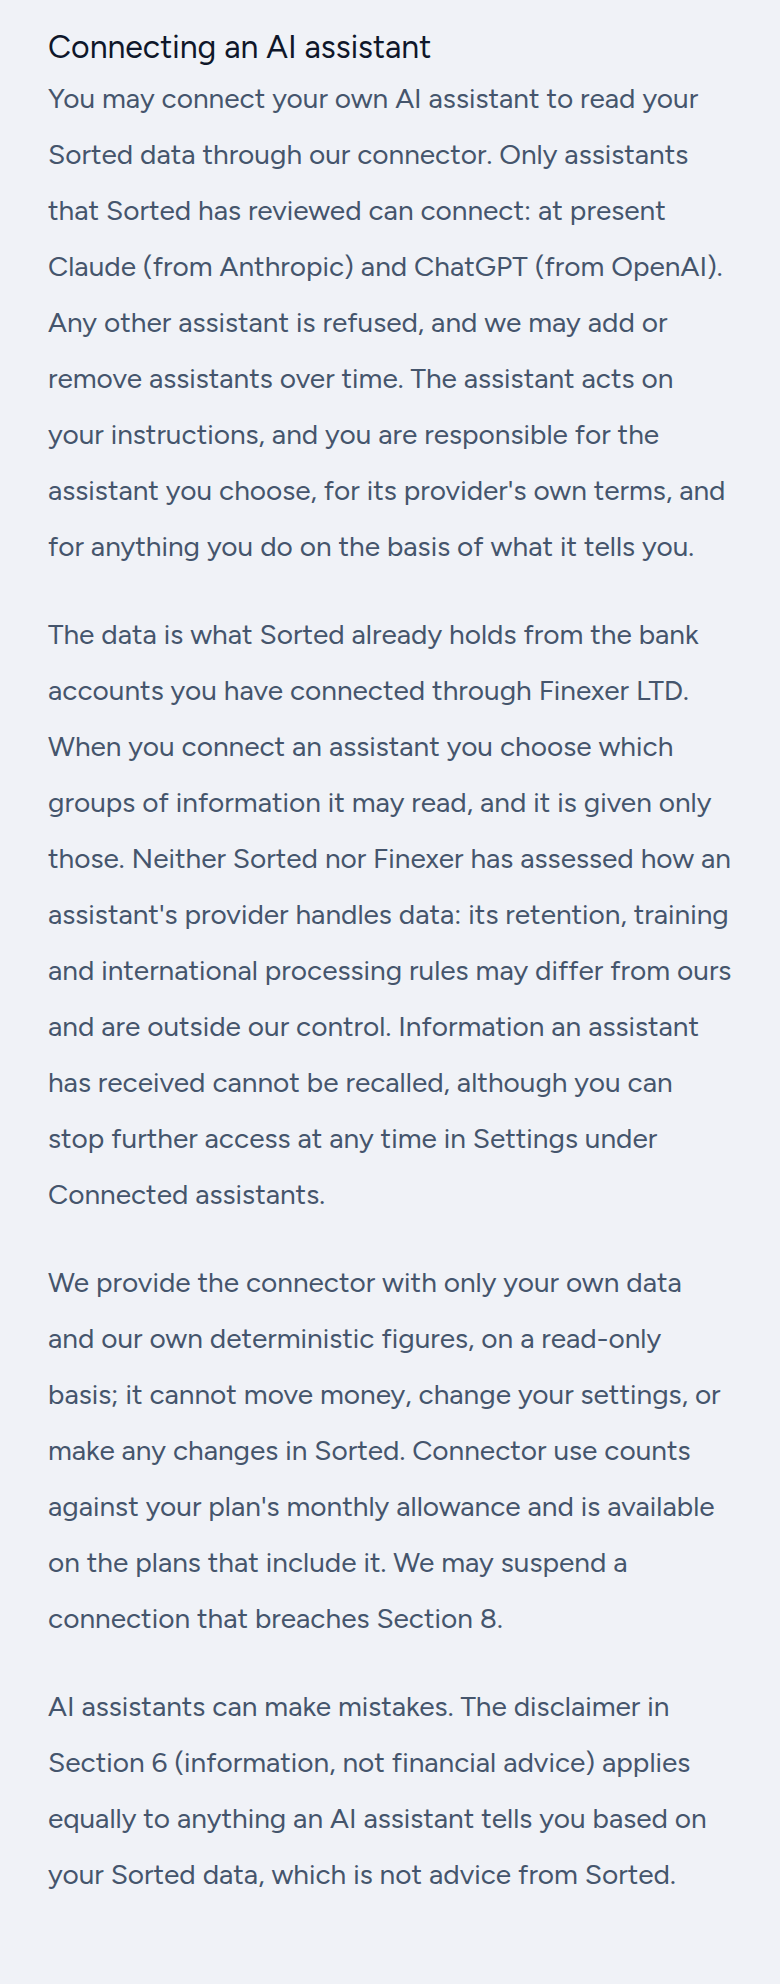 Connecting an AI assistant
You may connect your own AI assistant to read your
Sorted data through our connector. Only assistants
that Sorted has reviewed can connect: at present
Claude (from Anthropic) and ChatGPT (from OpenAI).
Any other assistant is refused, and we may add or
remove assistants over time. The assistant acts on
your instructions, and you are responsible for the
assistant you choose, for its provider's own terms, and
for anything you do on the basis of what it tells you.
The data is what Sorted already holds from the bank
accounts you have connected through Finexer LTD.
When you connect an assistant you choose which
groups of information it may read, and it is given only
those. Neither Sorted nor Finexer has assessed how an
assistant's provider handles data: its retention, training
and international processing rules may differ from ours
and are outside our control. Information an assistant
has received cannot be recalled, although you can
stop further access at any time in Settings under
Connected assistants.
We provide the connector with only your own data
and our own deterministic figures, on a read-only
basis; it cannot move money, change your settings, or
make any changes in Sorted. Connector use counts
against your plan's monthly allowance and is available
on the plans that include it. We may suspend a
connection that breaches Section 8.
AI assistants can make mistakes. The disclaimer in
Section 6 (information, not financial advice) applies
equally to anything an AI assistant tells you based on
your Sorted data, which is not advice from Sorted.